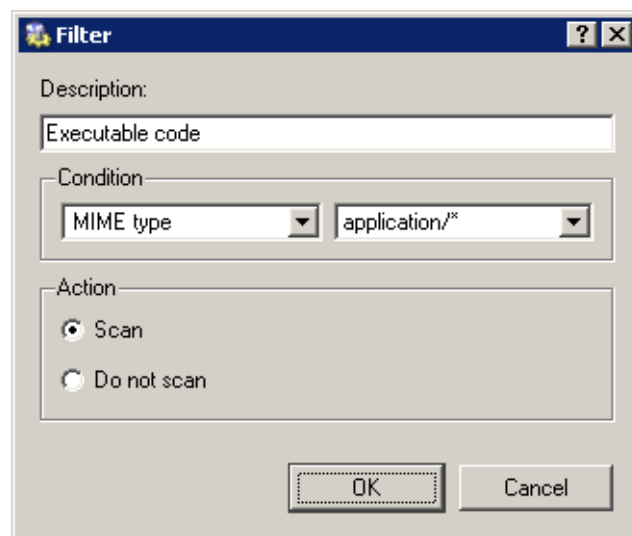 Filter
Description:
Executable code
Condition
MIME type application/*
Action
Scan
Do not scan
OK Cancel